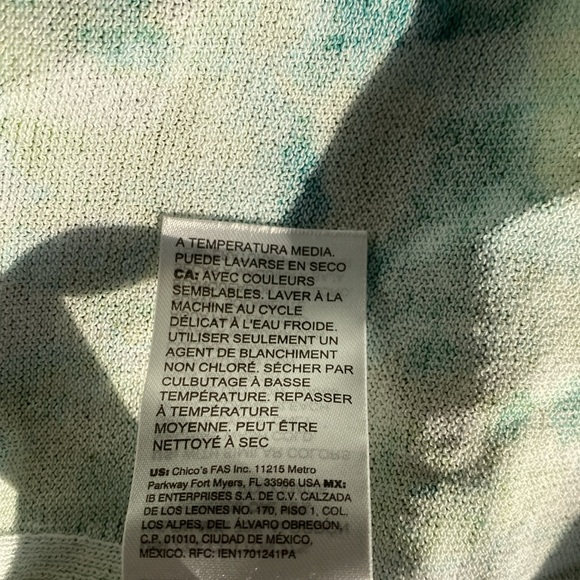 A TEMPERATURA MEDIA.
PUEDE LAVARSE EN SECO
CA: AVEC COULEURS
SEMBLABLES. LAVER À LA
MACHINE AU CYCLE
DÉLICAT À L'EAU FROIDE.
UTILISER SEULEMENT UN
AGENT DE BLANCHIMENT
NON CHLORÉ. SÉCHER PAR
CULBUTAGE À BASSE
TEMPÉRATURE. REPASSER
À TEMPÉRATURE
MOYENNE. PEUT ÊTRE
NETTOYÉ À SEC
US: Chico's FAS Inc. 11215 Metro
Parkway Fort Myers, FL 33966 USA MX:
IB ENTERPRISES S.A. DE C.V. CALZADA
DE LOS LEONES NO. 170, PISO 1, COL.
LOS ALPES, DEL. ÁLVARO OBREGÓN,
C.P. 01010, CIUDAD DE MÉXICO,
MÉXICO. RFC: IEN1701241PA